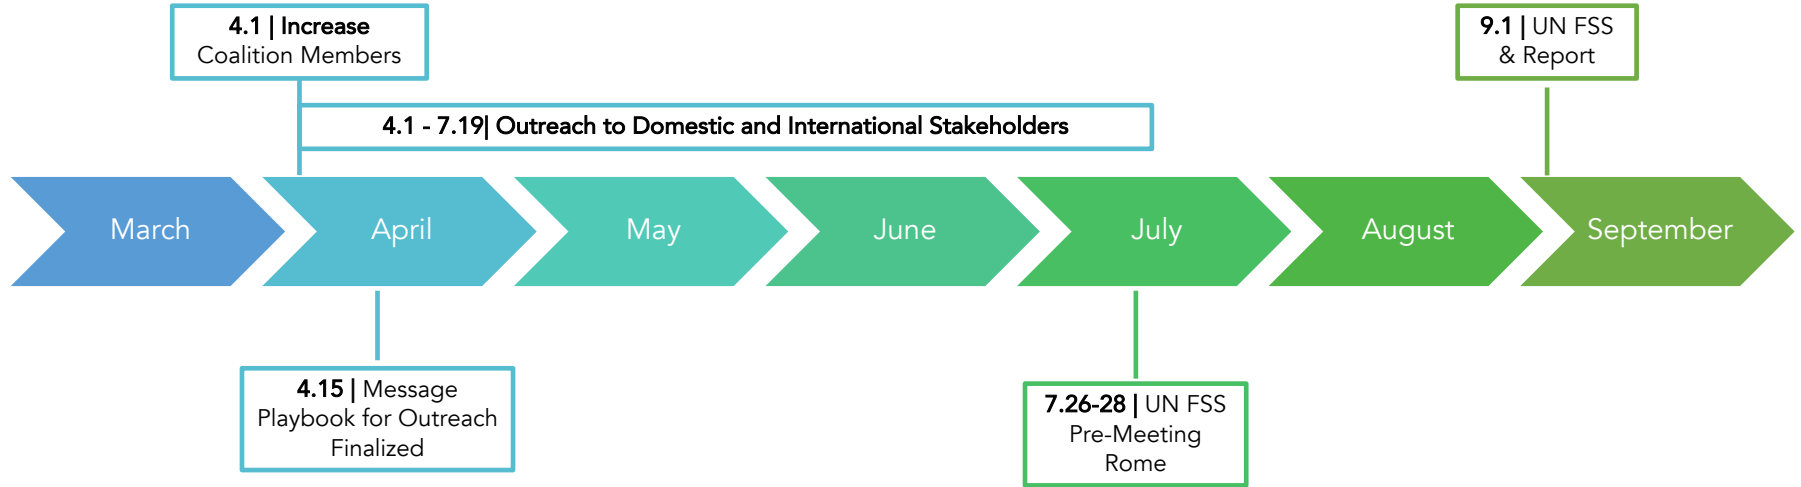 4.1 | Increase
Coalition Members
9.1 | UN FSS
& Report
4.1 - 7.19| Outreach to Domestic and International Stakeholders
March
April
May
June
July
August
September
4.15 | Message
Playbook for Outreach
Finalized
7.26-28 | UN FSS
Pre-Meeting
Rome